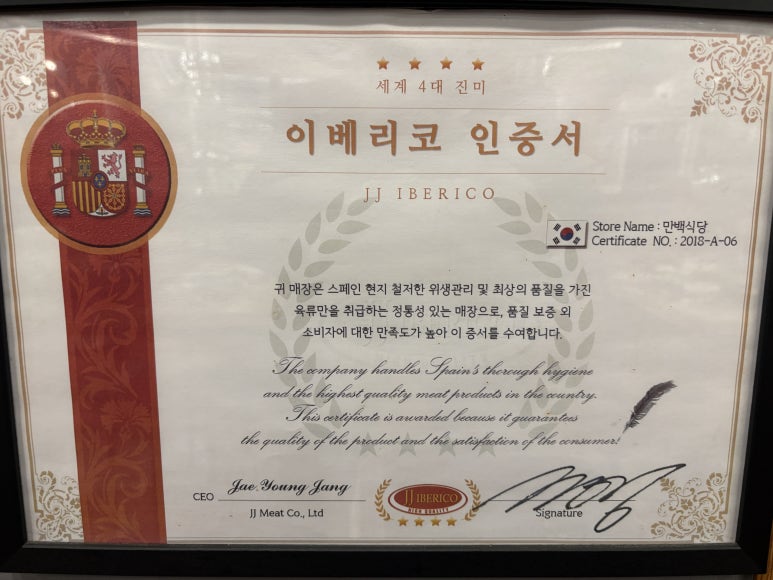 세계 4대 진미
이베리코 인증서
JJ IBERICO
Store Name : 만백식당
Certificate NO. : 2018-A-06
귀 매장은 스페인 현지 철저한 위생관리 및 최상의 품질을 가진
육류만을 취급하는 정통성 있는 매장으로, 품질 보증 외
소비자에 대한 만족도가 높아 이 증서를 수여합니다.
The company handles Spain's thorough hygiene
and the highest quality meat products in the country.
This certificate is awarded because it guarantees
the quality of the product and the satisfaction of the consumer!
CEO Jae Young Jang
JJ Meat Co., Ltd
JJ IBERICO
HIGH QUALITY
Signature